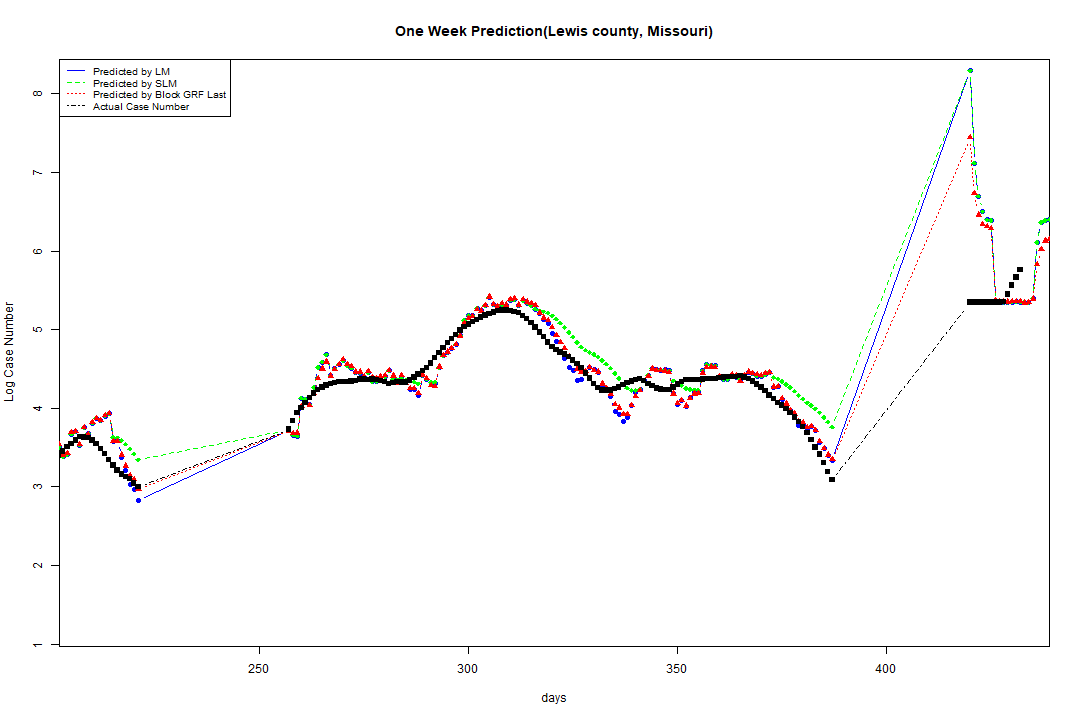 One Week Prediction(Lewis county, Missouri)
Predicted by LM
Predicted by SLM
Predicted by Block GRF Last
Actual Case Number
Log Case Number
8
7
6
5
4
3
2
1
250
300
350
400
days